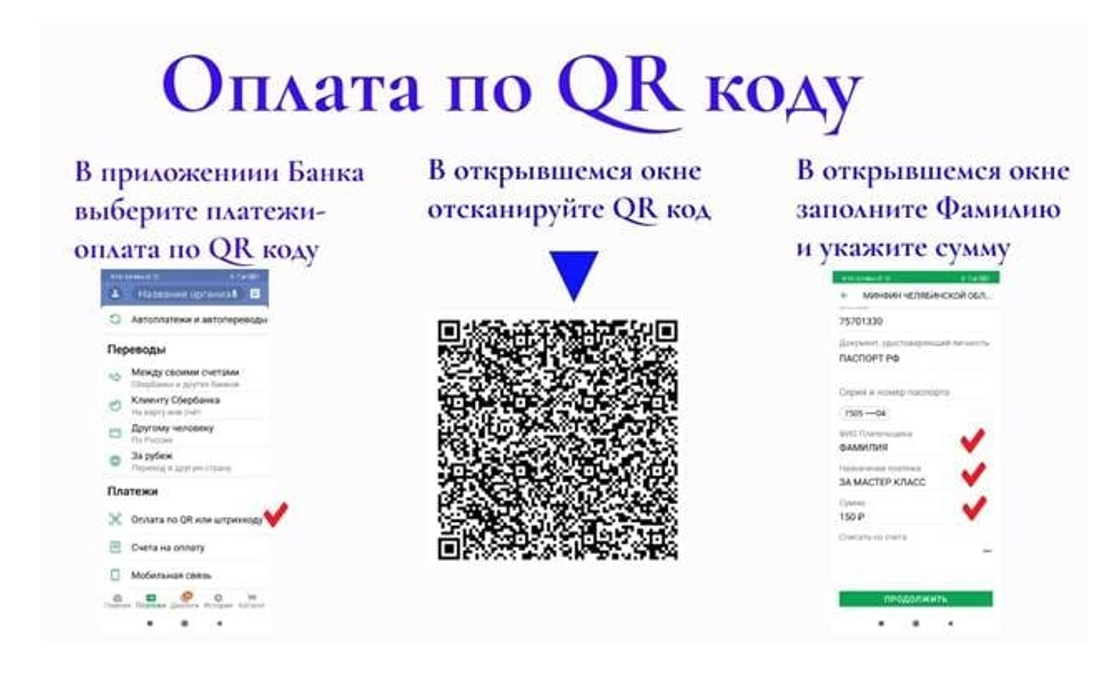 Оплата по QR коду
В приложениии Банка
выберите платежи-
оплата по QR коду
В открывшемся окне
отсканируйте QR код
В открывшемся окне
заполните Фамилию
и укажите сумму
Название организ
Автоплатежи и автопереводы
Переводы
Между своими счетами
Сбербанка и других банков
Клиенту Сбербанка
На карту или счёт
Другому человеку
По России
За рубеж
Перевод в другую страну
Платежи
Оплата по QR или штрихкоду
Счета на оплату
Мобильная связь
Главная Платежи Диалоги История Каталог
МИНФИН ЧЕЛЯБИНСКОЙ ОБЛ...
75701330
Документ, удостоверяющий личность
ПАСПОРТ РФ
Серия и номер паспорта
7505 —04
ФИО Плательщика
ФАМИЛИЯ
Назначение платежа
ЗА МАСТЕР КЛАСС
Сумма
150 ₽
Списать со счета
ПРОДОЛЖИТЬ